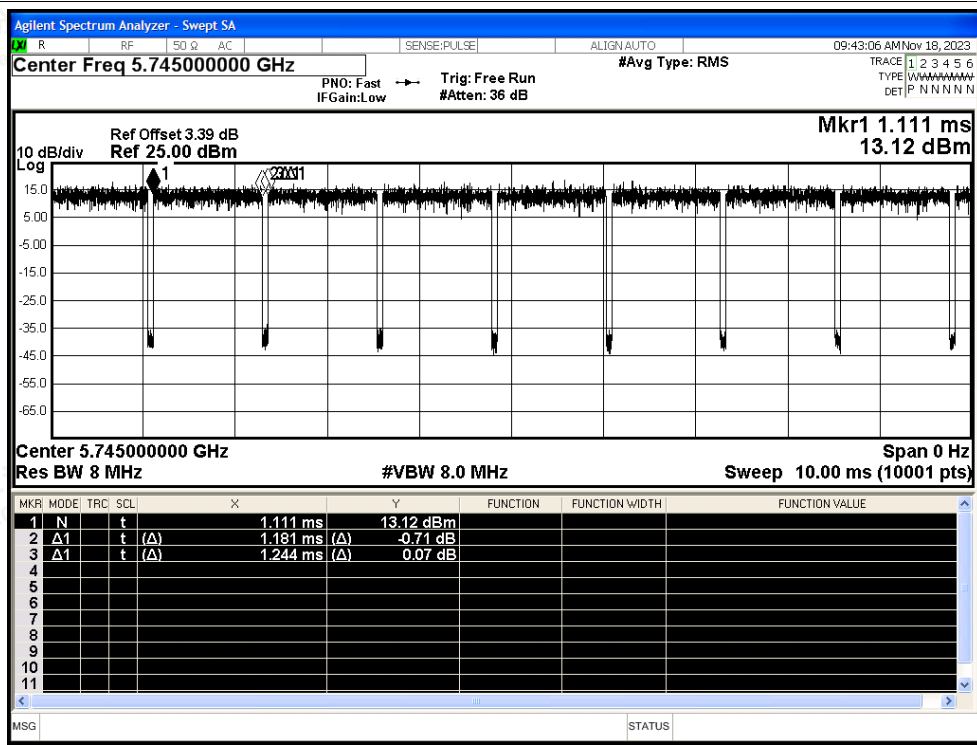 Agilent Spectrum Analyzer - Swept SA
LXI R RF 50 Ω AC SENSE:PULSE ALIGN AUTO 09:43:06 AM Nov 18, 2023
Center Freq 5.745000000 GHz
PNO: Fast
IFGain:Low
Trig: Free Run
#Atten: 36 dB
#Avg Type: RMS
TRACE 1 2 3 4 5 6
TYPE
DET P N N N N N
Mkr1 1.111 ms
13.12 dBm
Ref Offset 3.39 dB
10 dB/div Ref 25.00 dBm
Log
1
15.0
5.00
-5.00
-15.0
-25.0
-35.0
-45.0
-55.0
-65.0
Center 5.745000000 GHz Span 0 Hz
Res BW 8 MHz #VBW 8.0 MHz Sweep 10.00 ms (10001 pts)
MKR MODE TRC SCL X Y FUNCTION FUNCTION WIDTH FUNCTION VALUE
1 N t 1.111 ms 13.12 dBm
2 Δ1 t (Δ) 1.181 ms (Δ) -0.71 dB
3 Δ1 t (Δ) 1.244 ms (Δ) 0.07 dB
4
5
6
7
8
9
10
11
MSG STATUS